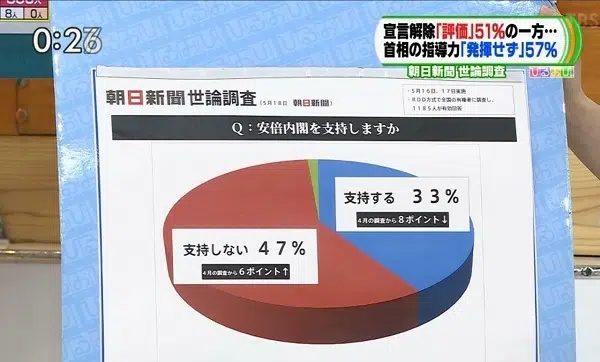 宣言解除「評価」51%の一方…
首相の指導力「発揮せず」57%
朝日新聞 世論調査
ひるおび!
8人 0人
0:26
朝日新聞 世論調査(5月18日 朝日新聞)
・5月16日、17日実施
・RDD方式で全国の有権者に調査し、
1185人が有効回答
Q:安倍内閣を支持しますか
支持する 33%
4月の調査から8ポイント↓
支持しない 47%
4月の調査から6ポイント↑